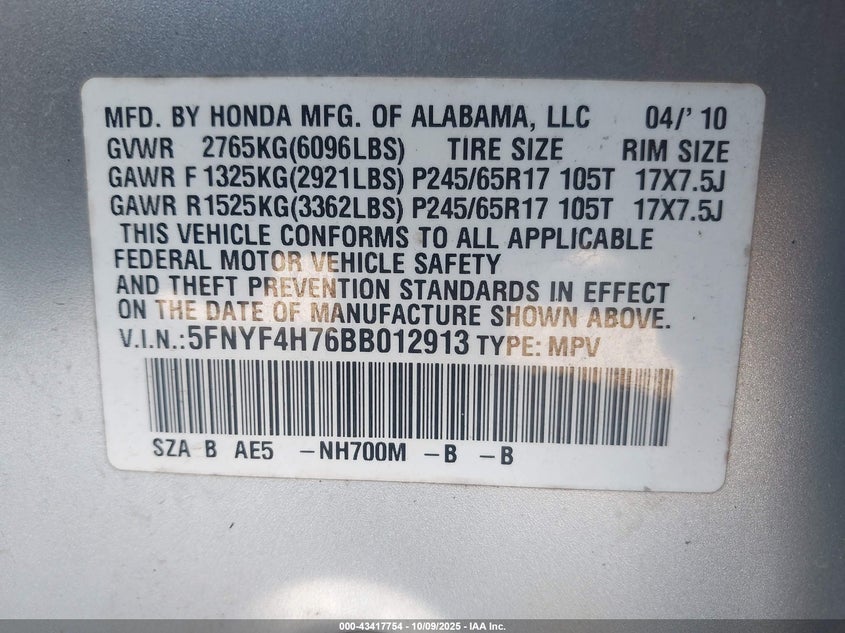 MFD. BY HONDA MFG. OF ALABAMA, LLC 04/' 10
GVWR 2765KG(6096LBS) TIRE SIZE RIM SIZE
GAWR F 1325KG(2921LBS) P245/65R17 105T 17X7.5J
GAWR R 1525KG(3362LBS) P245/65R17 105T 17X7.5J
THIS VEHICLE CONFORMS TO ALL APPLICABLE
FEDERAL MOTOR VEHICLE SAFETY
AND THEFT PREVENTION STANDARDS IN EFFECT
ON THE DATE OF MANUFACTURE SHOWN ABOVE.
V.I.N.:5FNYF4H76BB012913 TYPE: MPV
SZA B AE5 -NH700M -B -B
000-43417754 - 10/09/2025 - IAA Inc.